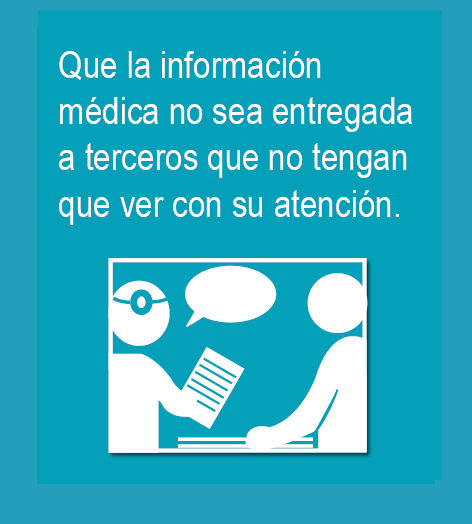 Que la información
médica no sea entregada
a terceros que no tengan
que ver con su atención.